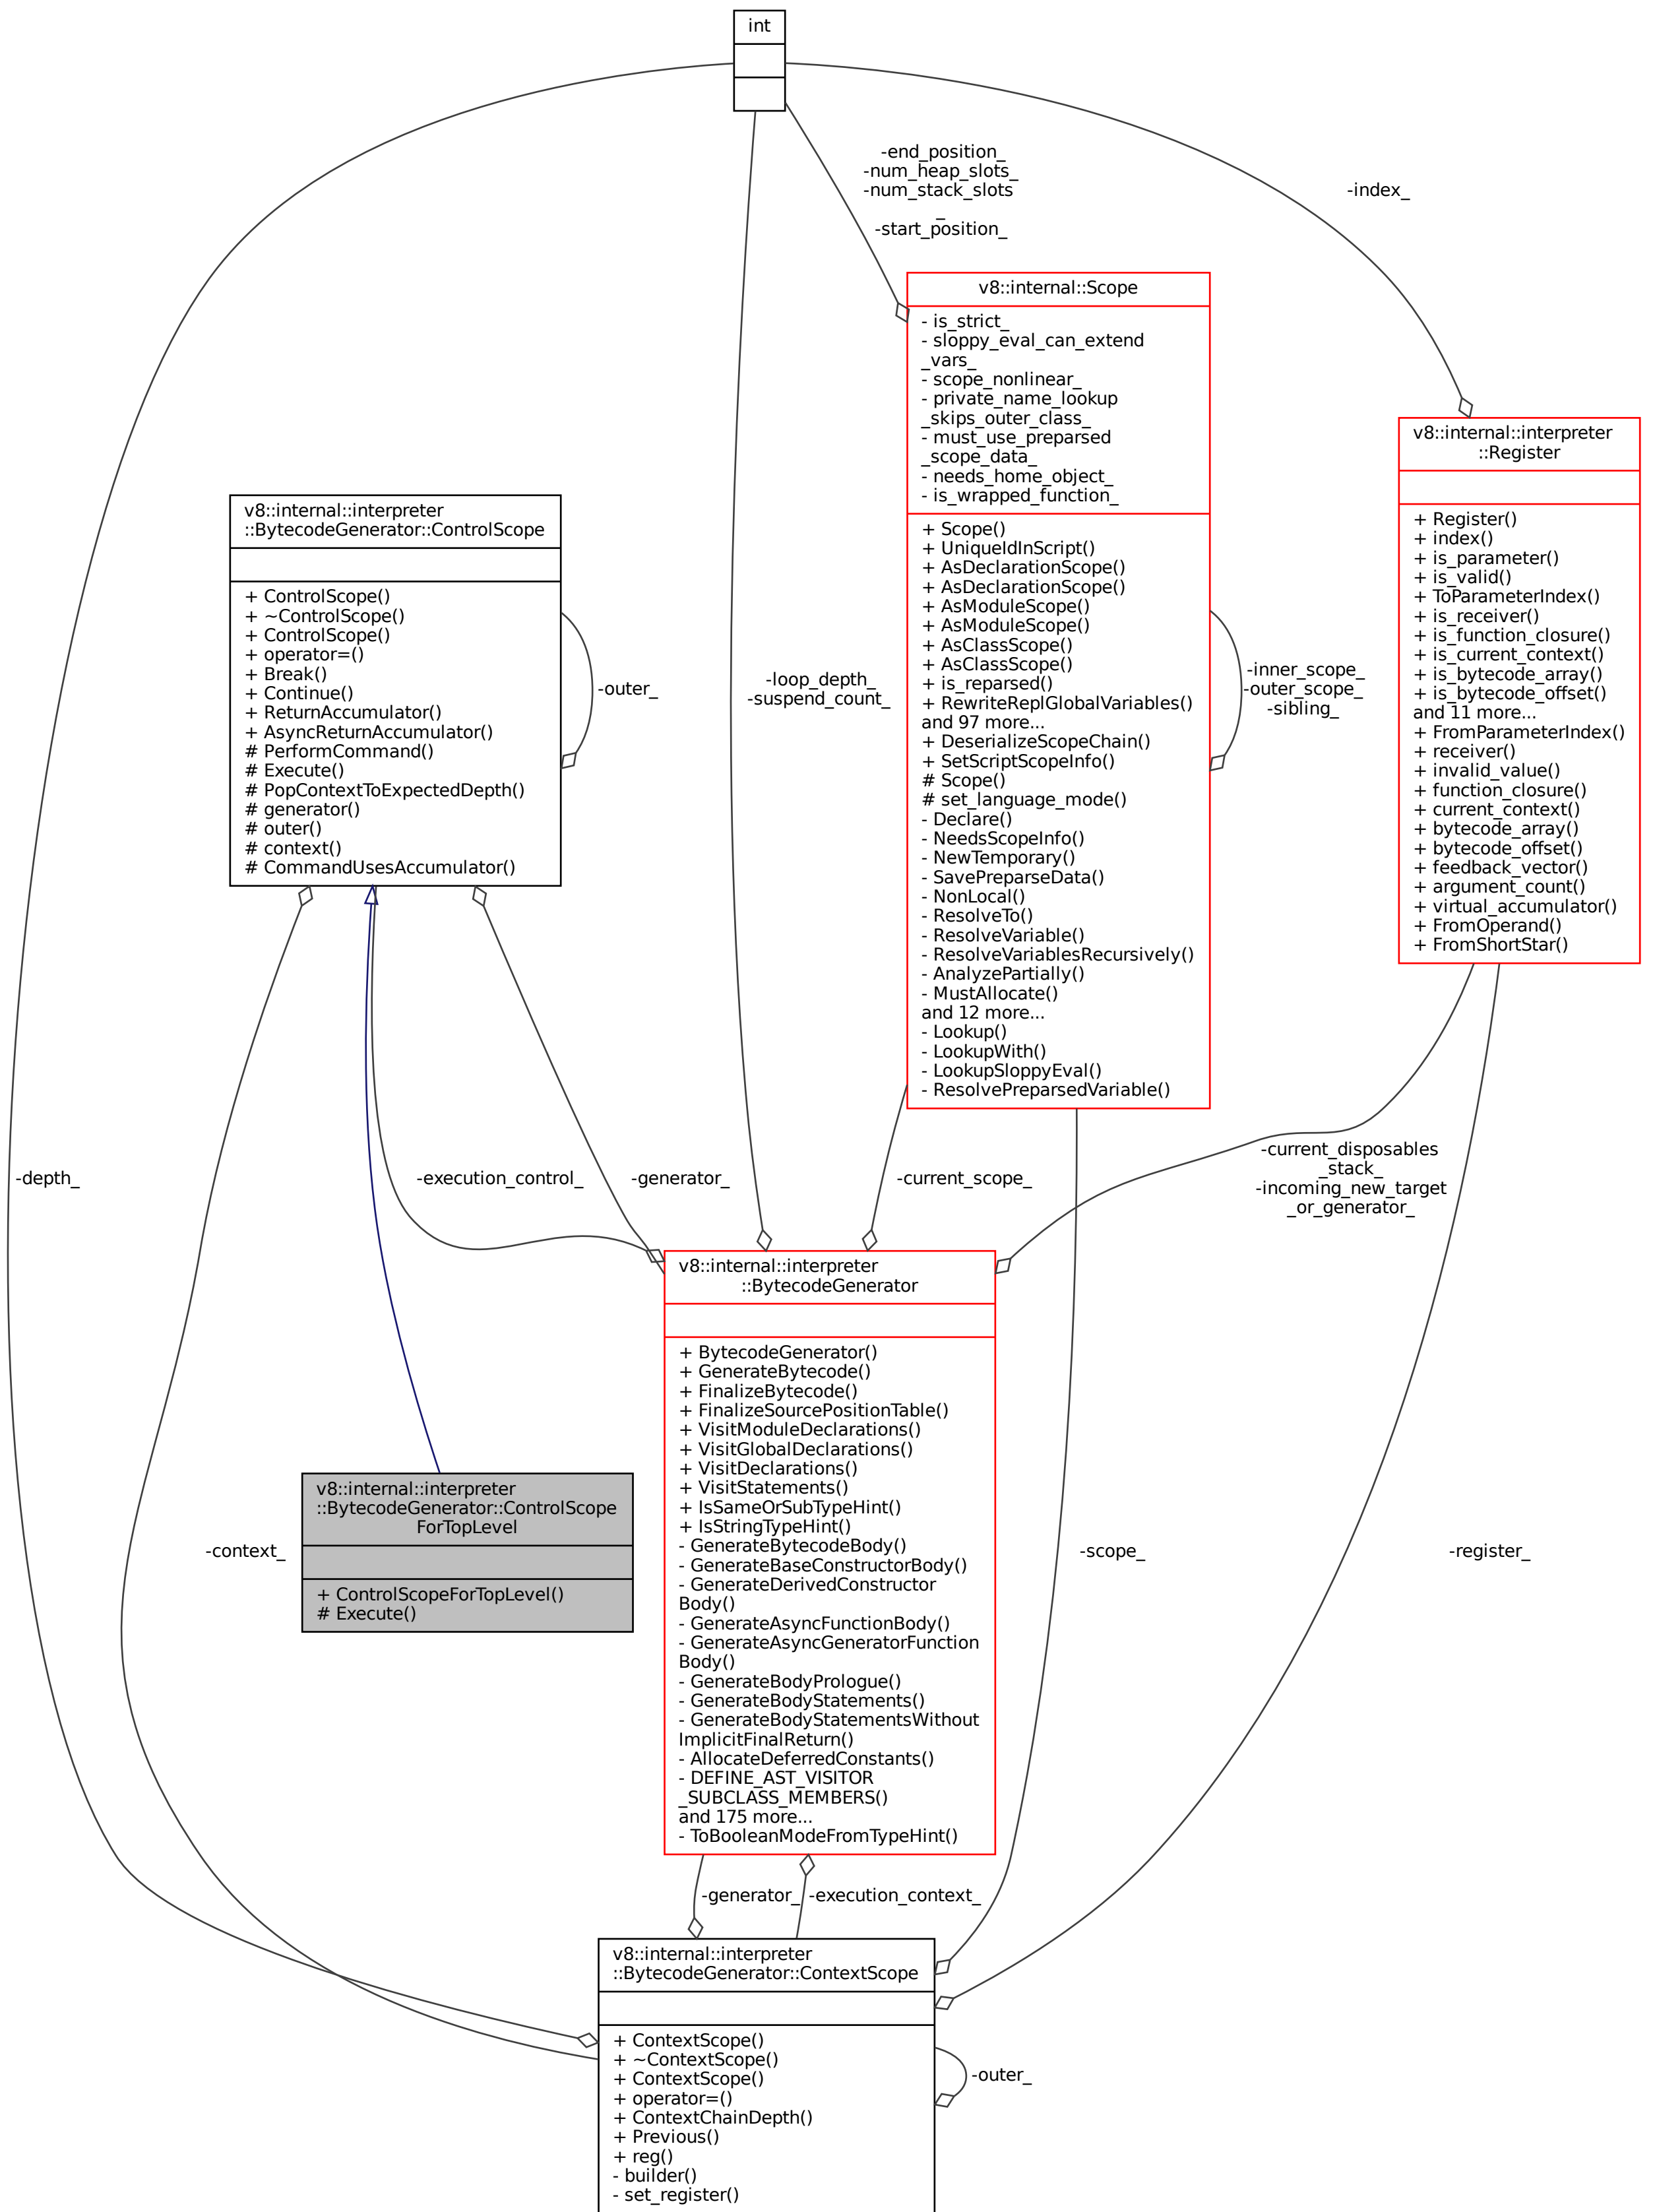 int
-end_position_
-num_heap_slots_
-num_stack_slots
_
-start_position_
-index_
v8::internal::Scope
- is_strict_
- sloppy_eval_can_extend
_vars_
- scope_nonlinear_
- private_name_lookup
_skips_outer_class_
- must_use_preparsed
_scope_data_
- needs_home_object_
- is_wrapped_function_
+ Scope()
+ UniqueIdInScript()
+ AsDeclarationScope()
+ AsDeclarationScope()
+ AsModuleScope()
+ AsModuleScope()
+ AsClassScope()
+ AsClassScope()
+ is_reparsed()
+ RewriteReplGlobalVariables()
and 97 more...
+ DeserializeScopeChain()
+ SetScriptScopeInfo()
# Scope()
# set_language_mode()
- Declare()
- NeedsScopeInfo()
- NewTemporary()
- SavePreparseData()
- NonLocal()
- ResolveTo()
- ResolveVariable()
- ResolveVariablesRecursively()
- AnalyzePartially()
- MustAllocate()
and 12 more...
- Lookup()
- LookupWith()
- LookupSloppyEval()
- ResolvePreparsedVariable()
-inner_scope_
-outer_scope_
-sibling_
v8::internal::interpreter
::Register
+ Register()
+ index()
+ is_parameter()
+ is_valid()
+ ToParameterIndex()
+ is_receiver()
+ is_function_closure()
+ is_current_context()
+ is_bytecode_array()
+ is_bytecode_offset()
and 11 more...
+ FromParameterIndex()
+ receiver()
+ invalid_value()
+ function_closure()
+ current_context()
+ bytecode_array()
+ bytecode_offset()
+ feedback_vector()
+ argument_count()
+ virtual_accumulator()
+ FromOperand()
+ FromShortStar()
v8::internal::interpreter
::BytecodeGenerator::ControlScope
+ ControlScope()
+ ~ControlScope()
+ ControlScope()
+ operator=()
+ Break()
+ Continue()
+ ReturnAccumulator()
+ AsyncReturnAccumulator()
# PerformCommand()
# Execute()
# PopContextToExpectedDepth()
# generator()
# outer()
# context()
# CommandUsesAccumulator()
-outer_
-loop_depth_
-suspend_count_
-depth_
-execution_control_
-generator_
-current_scope_
-current_disposables
_stack_
-incoming_new_target
_or_generator_
v8::internal::interpreter
::BytecodeGenerator
+ BytecodeGenerator()
+ GenerateBytecode()
+ FinalizeBytecode()
+ FinalizeSourcePositionTable()
+ VisitModuleDeclarations()
+ VisitGlobalDeclarations()
+ VisitDeclarations()
+ VisitStatements()
+ IsSameOrSubTypeHint()
+ IsStringTypeHint()
- GenerateBytecodeBody()
- GenerateBaseConstructorBody()
- GenerateDerivedConstructor
Body()
- GenerateAsyncFunctionBody()
- GenerateAsyncGeneratorFunction
Body()
- GenerateBodyPrologue()
- GenerateBodyStatements()
- GenerateBodyStatementsWithout
ImplicitFinalReturn()
- AllocateDeferredConstants()
- DEFINE_AST_VISITOR
_SUBCLASS_MEMBERS()
and 175 more...
- ToBooleanModeFromTypeHint()
v8::internal::interpreter
::BytecodeGenerator::ControlScope
ForTopLevel
+ ControlScopeForTopLevel()
# Execute()
-context_
-scope_
-register_
-generator_
-execution_context_
v8::internal::interpreter
::BytecodeGenerator::ContextScope
+ ContextScope()
+ ~ContextScope()
+ ContextScope()
+ operator=()
+ ContextChainDepth()
+ Previous()
+ reg()
- builder()
- set_register()
-outer_